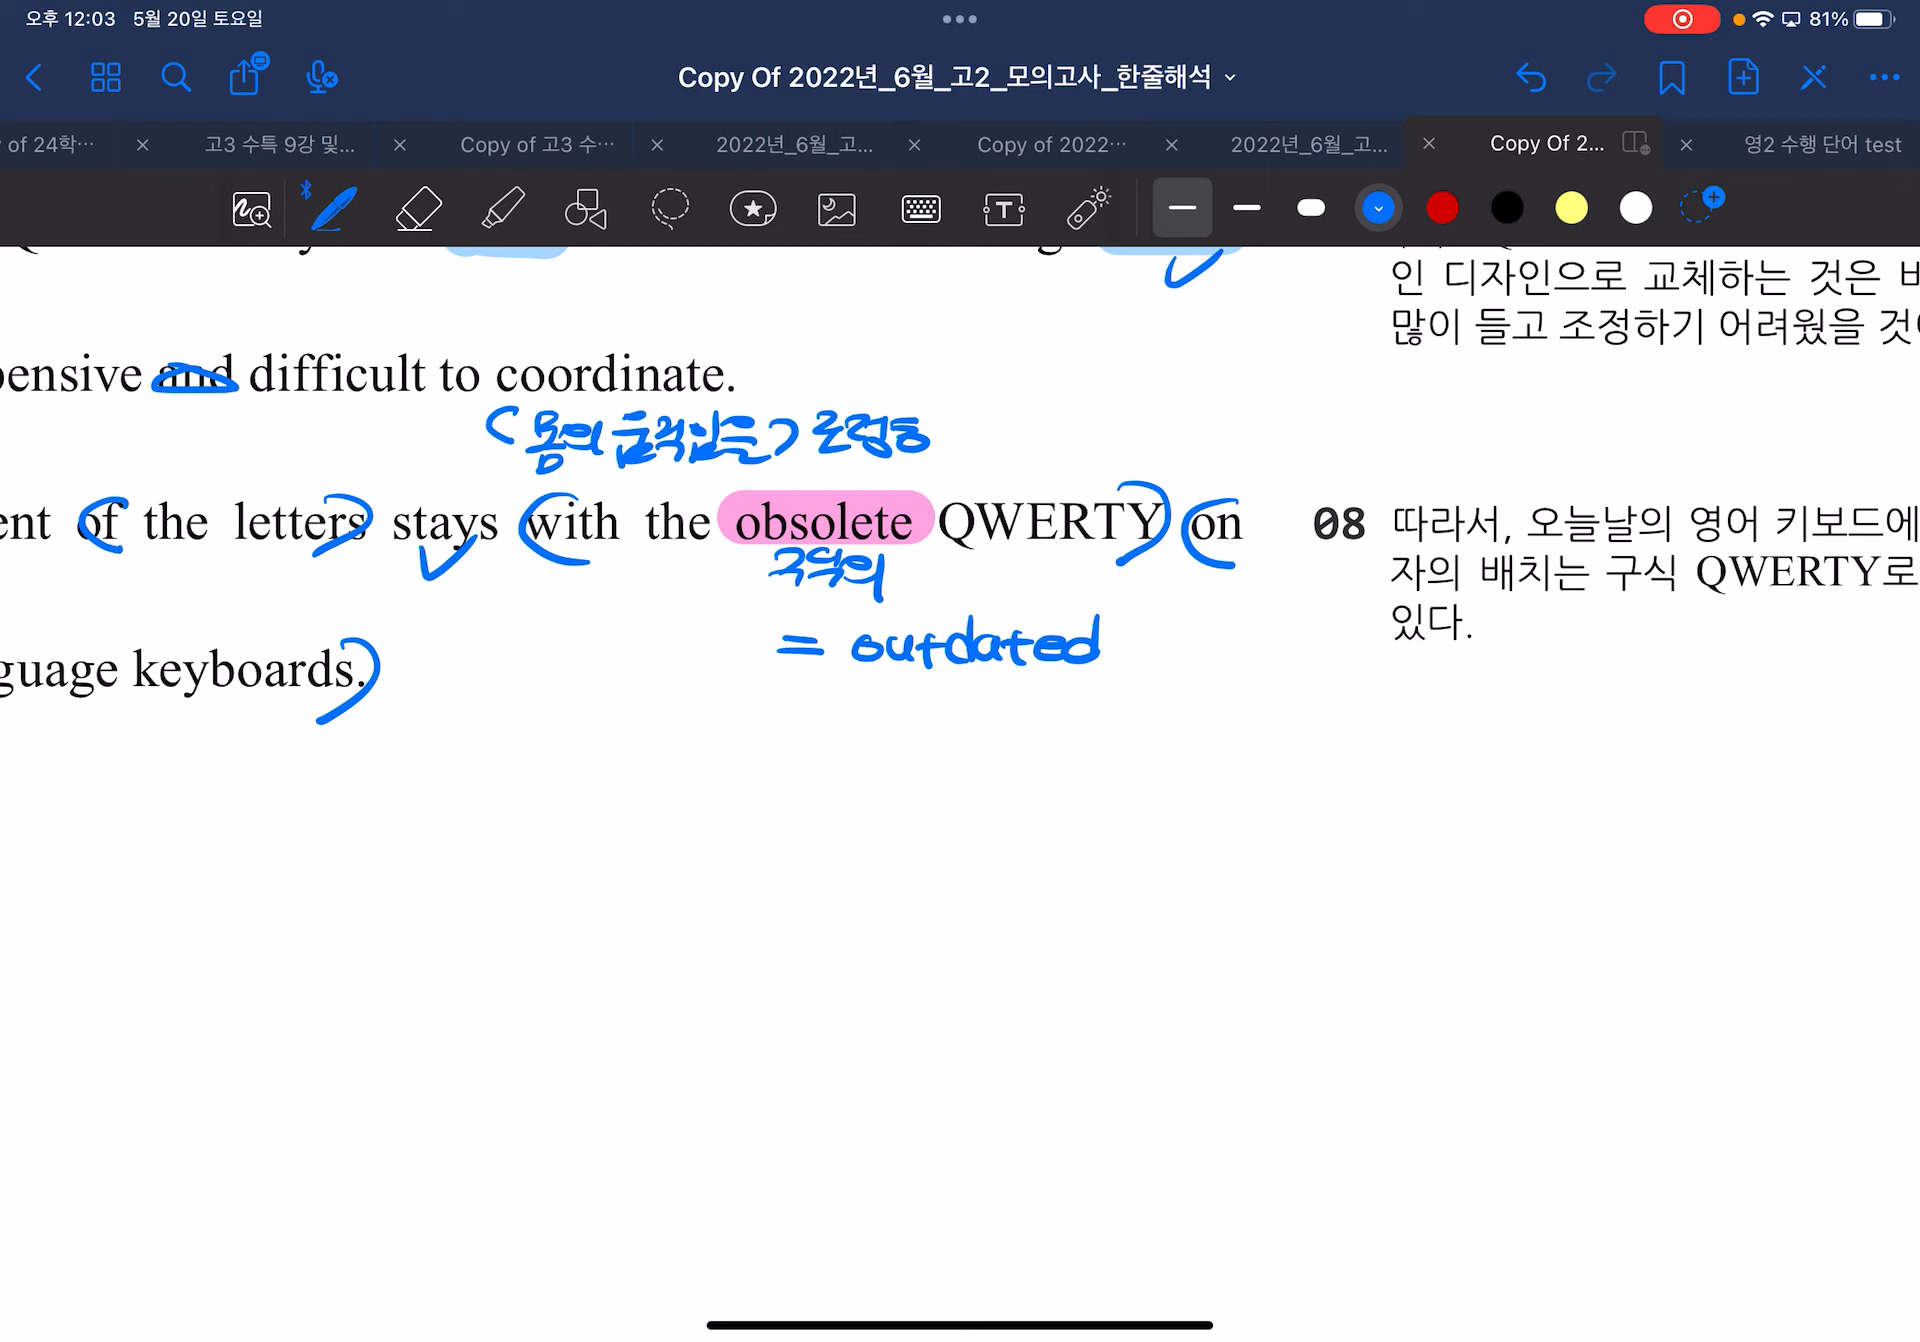 오후 12:03 5월 20일 토요일
81%
Copy Of 2022년_6월_고2_모의고사_한줄해석
of 24학… × 고3 수특 9강 및... × Copy of 고3 수… × 2022년_6월_고... × Copy of 2022… × 2022년_6월_고... × Copy Of 2... × 영2 수행 단어 test
인 디자인으로 교체하는 것은
많이 들고 조정하기 어려웠을
pensive and difficult to coordinate.
ent of the letters stays with the obsolete QWERTY on
구식의
= outdated
guage keyboards.
08 따라서, 오늘날의 영어 키보드에
자의 배치는 구식 QWERTY로
있다.